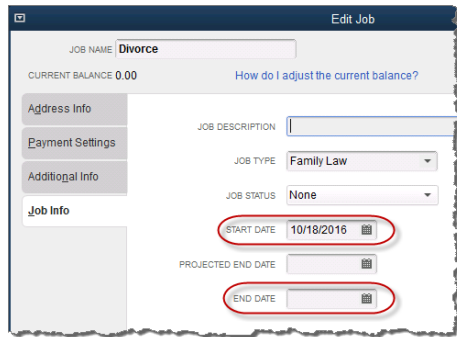 Edit Job
JOB NAME Divorce
CURRENT BALANCE 0.00 How do I adjust the current balance?
Address Info
Payment Settings
Additional Info
Job Info
JOB DESCRIPTION
JOB TYPE Family Law
JOB STATUS None
START DATE 10/18/2016
PROJECTED END DATE
END DATE